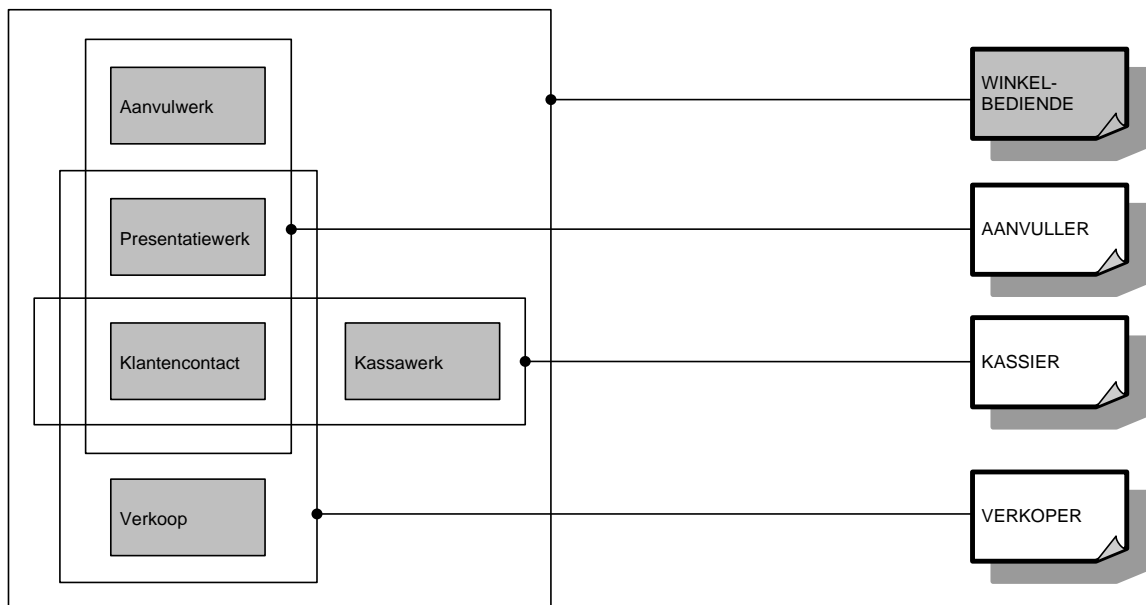 Aanvulwerk
WINKEL-
BEDIENDE
Presentatiewerk
AANVULLER
Klantencontact
Kassawerk
KASSIER
Verkoop
VERKOPER